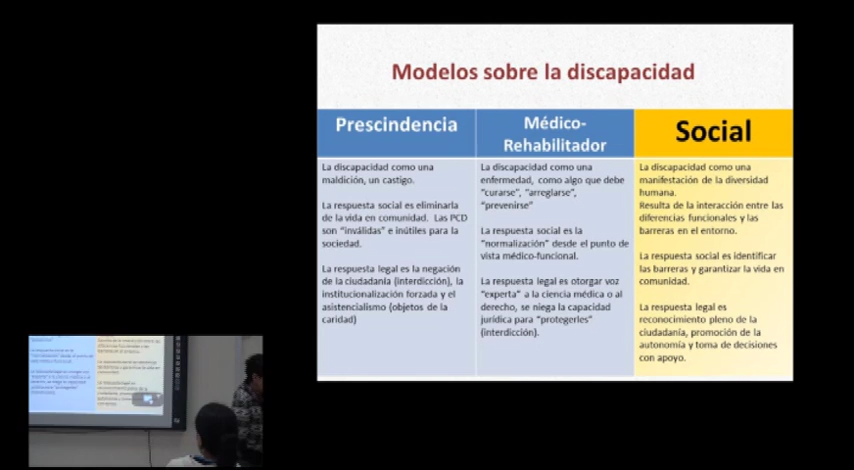 Modelos sobre la discapacidad
Prescindencia
La discapacidad como una
maldición, un castigo.
La respuesta social es eliminarla
de la vida en comunidad. Las PCD
son “inválidas” e inútiles para la
sociedad.
La respuesta legal es la negación
de la ciudadanía (interdicción), la
institucionalización forzada y el
asistencialismo (objetos de la
caridad)
Médico-
Rehabilitador
La discapacidad como una
enfermedad, como algo que debe
“curarse”, “arreglarse”,
“prevenirse”
La respuesta social es la
“normalización” desde el punto de
vista médico-funcional.
La respuesta legal es otorgar voz
“experta” a la ciencia médica o al
derecho, se niega la capacidad
jurídica para “protegerles”
(interdicción).
Social
La discapacidad como una
manifestación de la diversidad
humana.
Resulta de la interacción entre las
diferencias funcionales y las
barreras en el entorno.
La respuesta social es identificar
las barreras y garantizar la vida en
comunidad.
La respuesta legal es
reconocimiento pleno de la
ciudadanía, promoción de la
autonomía y toma de decisiones
con apoyo.